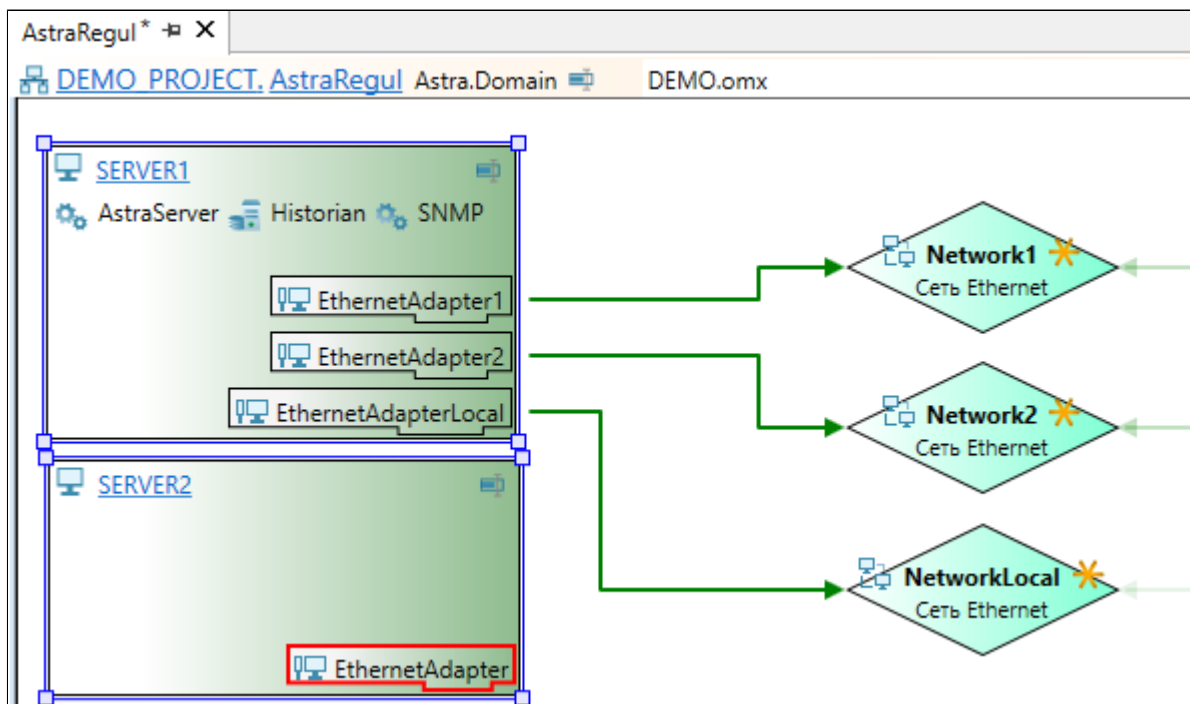 AstraRegul*
DEMO_PROJECT. AstraRegul Astra.Domain DEMO.omx
SERVER1
AstraServer Historian SNMP
EthernetAdapter1
EthernetAdapter2
EthernetAdapterLocal
SERVER2
EthernetAdapter
Network1
Сеть Ethernet
Network2
Сеть Ethernet
NetworkLocal
Сеть Ethernet